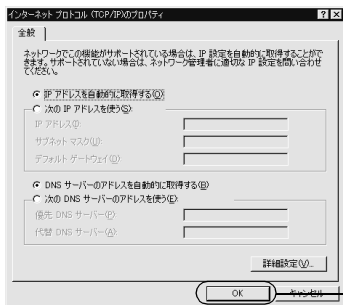 インターネット プロトコル (TCP/IP)のプロパティ
全般
ネットワークでこの機能がサポートされている場合は、IP 設定を自動的に取得することがで
きます。サポートされていない場合は、ネットワーク管理者に適切な IP 設定を問い合わせ
てください。
IP アドレスを自動的に取得する(O)
次の IP アドレスを使う(S):
IP アドレス(I):
サブネット マスク(U):
デフォルト ゲートウェイ(D):
DNS サーバーのアドレスを自動的に取得する(B)
次の DNS サーバーのアドレスを使う(E):
優先 DNS サーバー(P):
代替 DNS サーバー(A):
詳細設定(V)...
OK
キャンセル